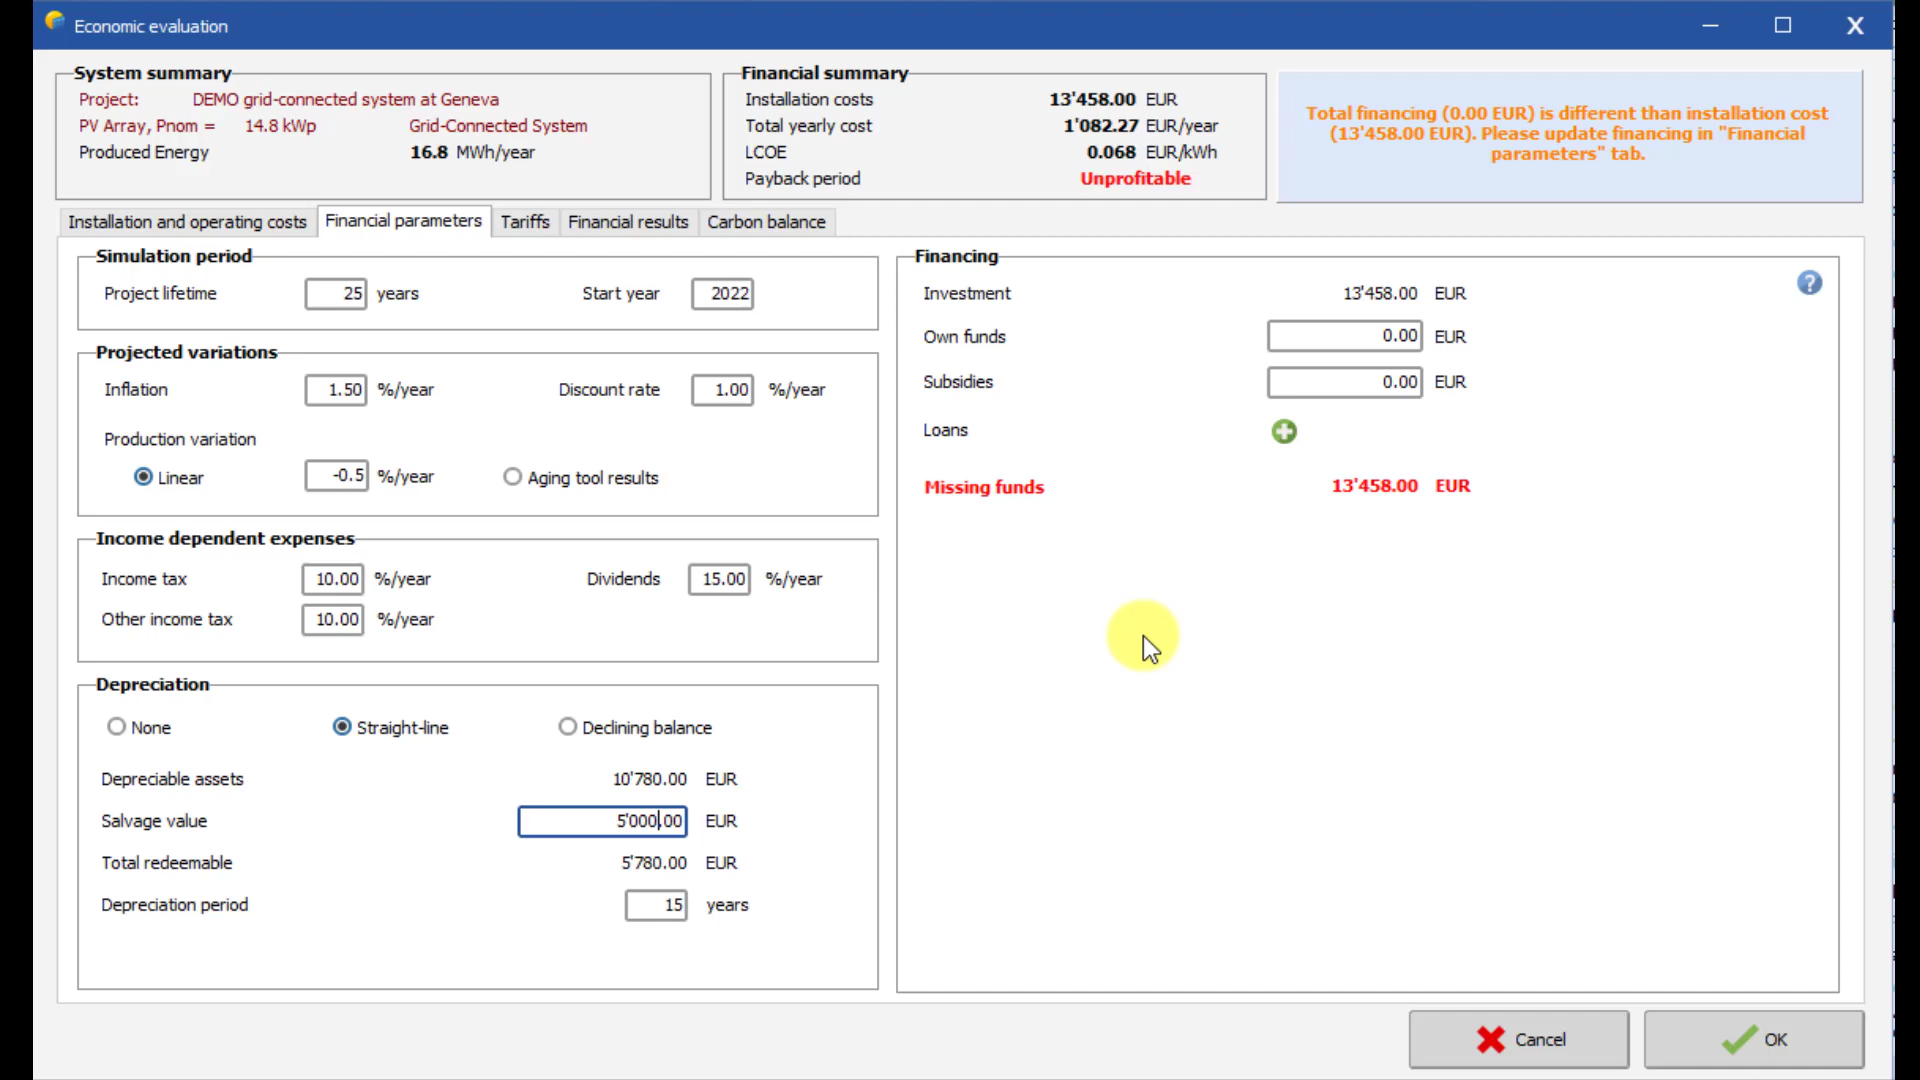 Economic evaluation
X
System summary
Project: DEMO grid-connected system at Geneva
PV Array, Pnom = 14.8 kWp Grid-Connected System
Produced Energy 16.8 MWh/year
Financial summary
Installation costs 13'458.00 EUR
Total yearly cost 1'082.27 EUR/year
LCOE 0.068 EUR/kWh
Payback period Unprofitable
Total financing (0.00 EUR) is different than installation cost
(13'458.00 EUR). Please update financing in "Financial
parameters" tab.
Installation and operating costs Financial parameters Tariffs Financial results Carbon balance
Simulation period
Project lifetime 25 years Start year 2022
Projected variations
Inflation 1.50 %/year Discount rate 1.00 %/year
Production variation
Linear -0.5 %/year Aging tool results
Income dependent expenses
Income tax 10.00 %/year Dividends 15.00 %/year
Other income tax 10.00 %/year
Depreciation
None Straight-line Declining balance
Depreciable assets 10'780.00 EUR
Salvage value 5'000.00 EUR
Total redeemable 5'780.00 EUR
Depreciation period 15 years
Financing
?
Investment 13'458.00 EUR
Own funds 0.00 EUR
Subsidies 0.00 EUR
Loans
Missing funds 13'458.00 EUR
Cancel OK